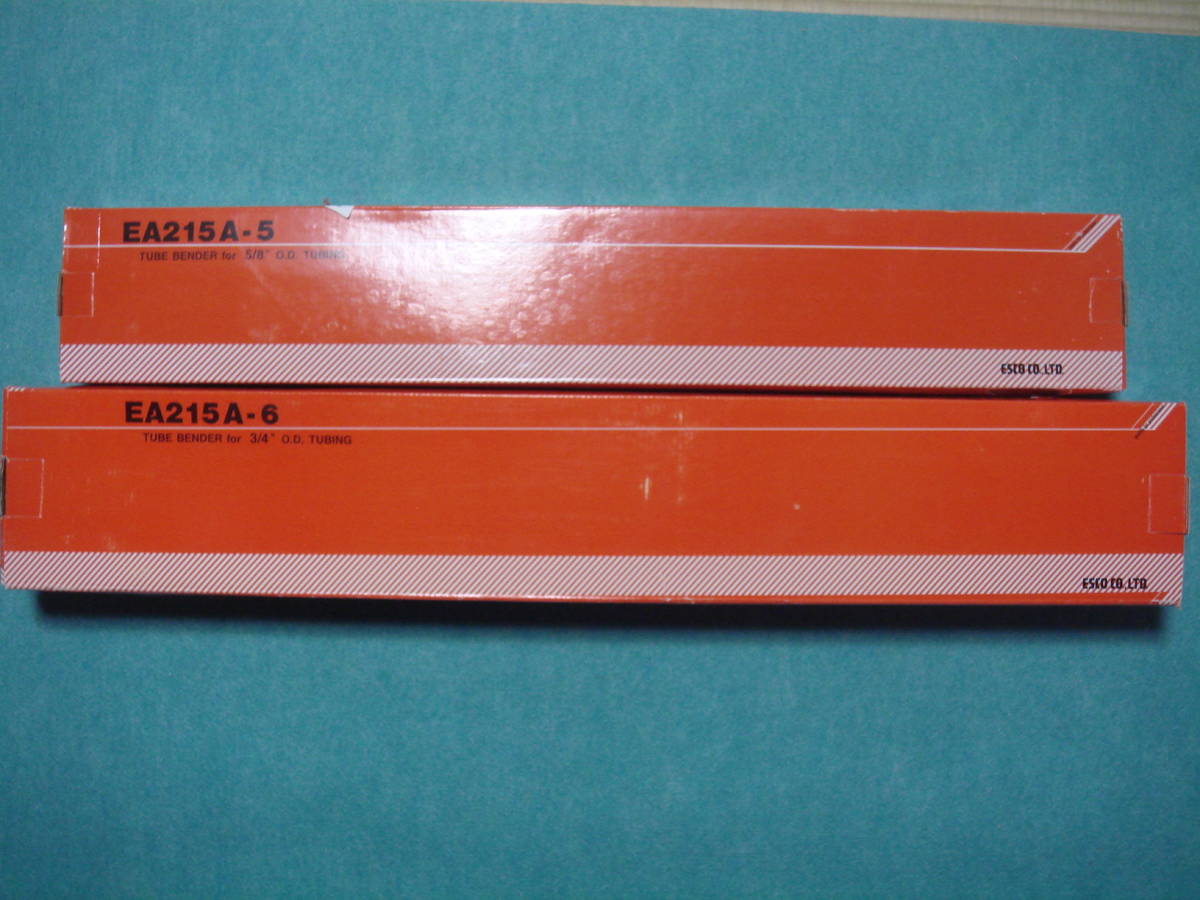 EA215A-5
TUBE BENDER for 5/8" O.D. TUBING
ESCO CO.,LTD.
EA215A-6
TUBE BENDER for 3/4" O.D. TUBING
ESCO CO.,LTD.